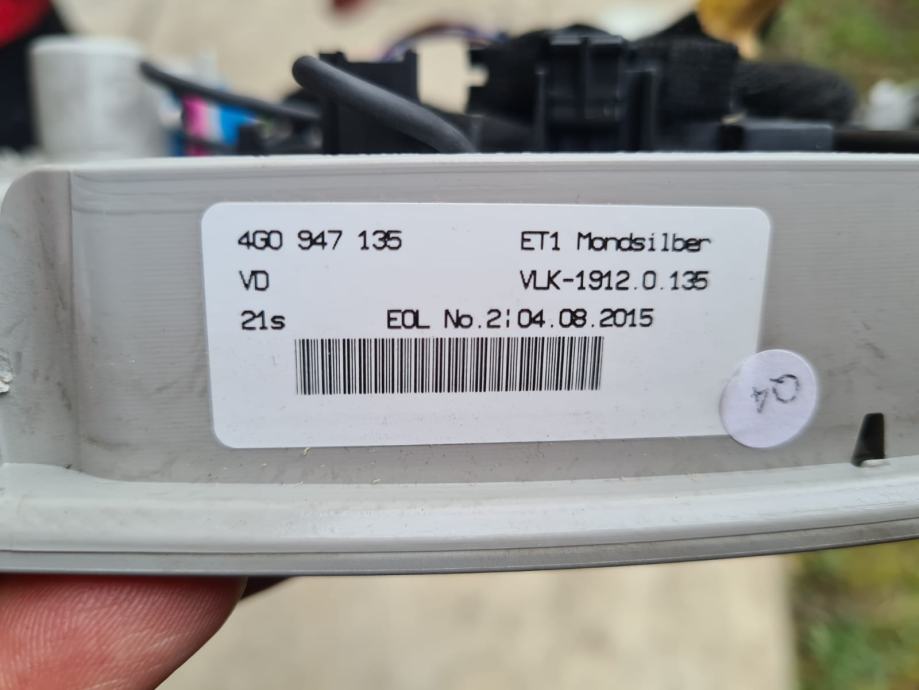 4G0 947 135 ET1 Mondsilber
VD VLK-1912.0.135
21s EOL No.2¦04.08.2015
Q4